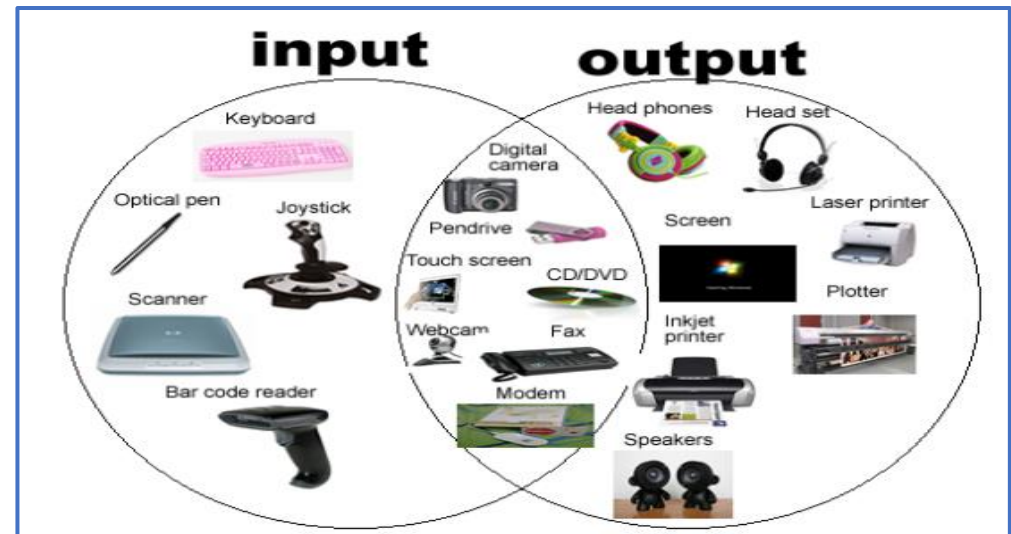 input
output
Keyboard
Head phones
Head set
Digital
camera
Optical pen
Joystick
Laser printer
Screen
Pendrive
Touch screen
CD/DVD
Scanner
Plotter
Webcam
Fax
Inkjet
printer
Bar code reader
Modem
Speakers